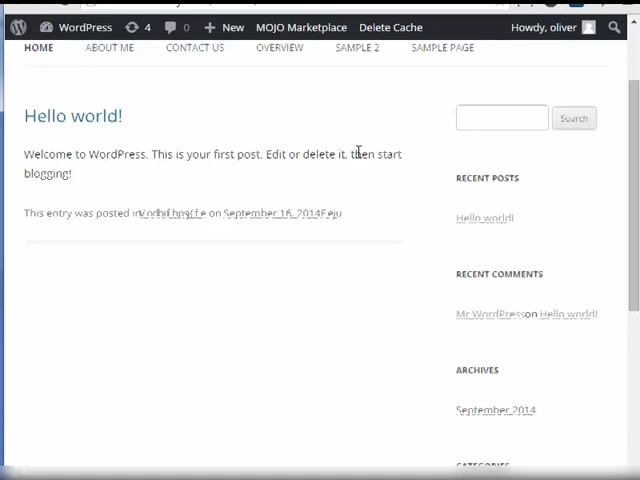 WordPress 4 0 New MOJO Marketplace Delete Cache Howdy, oliver
HOME ABOUT ME CONTACT US OVERVIEW SAMPLE 2 SAMPLE PAGE
Hello world!
Search
Welcome to WordPress. This is your first post. Edit or delete it, then start
blogging!
This entry was posted in on September 16, 2014
RECENT POSTS
Hello world!
RECENT COMMENTS
Mr WordPress on Hello world!
ARCHIVES
September 2014